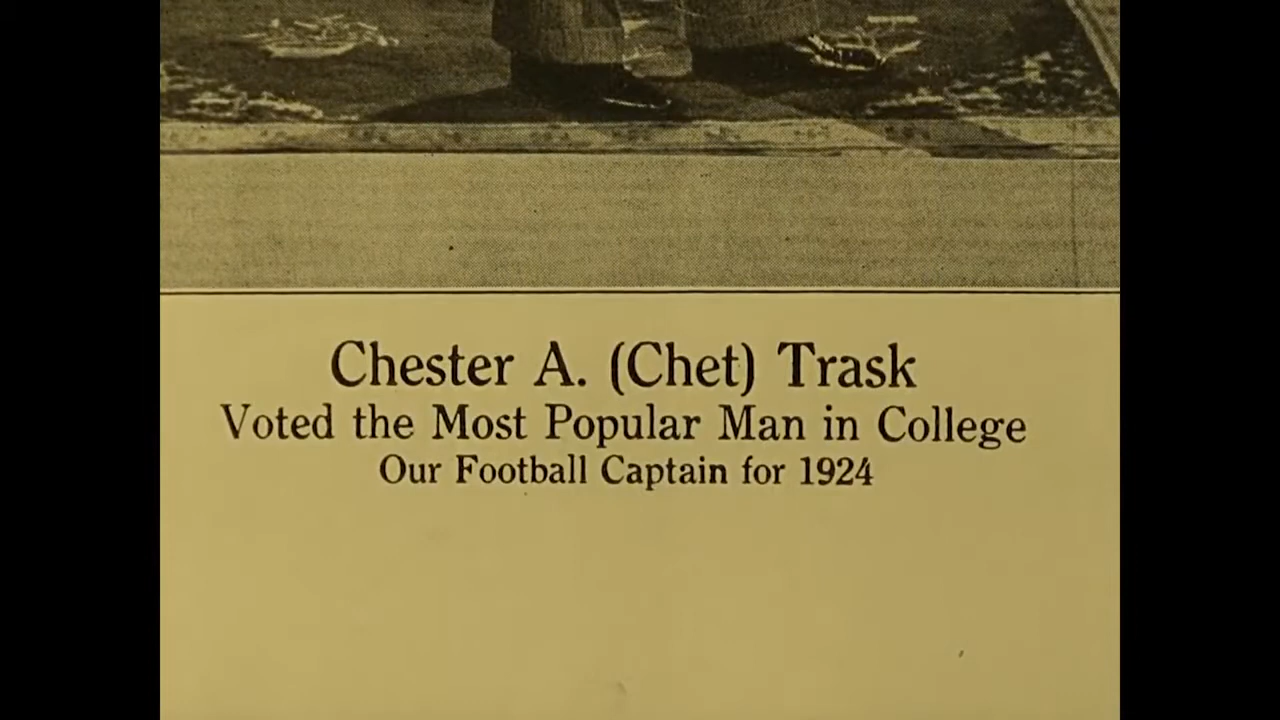 Chester A. (Chet) Trask
Voted the Most Popular Man in College
Our Football Captain for 1924